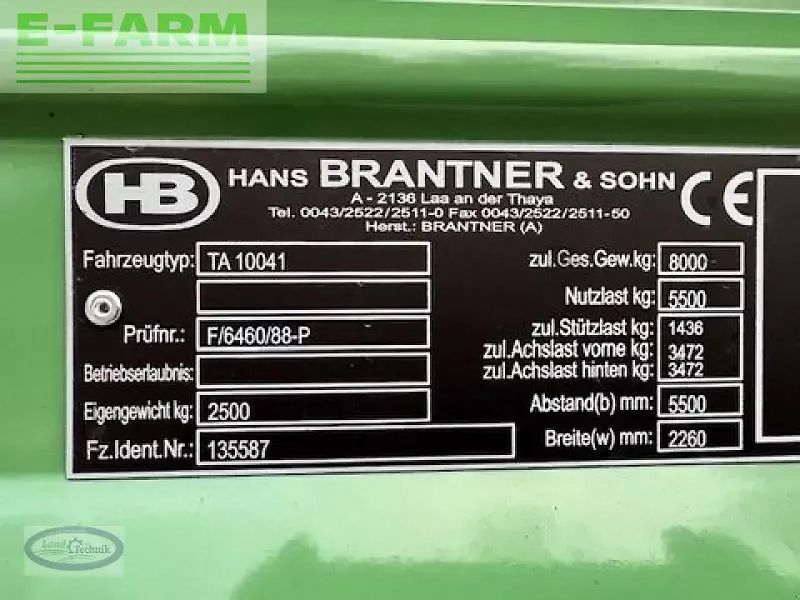 E-FARM
HB
HANS BRANTNER & SOHN
A - 2136 Laa an der Thaya
Tel. 0043/2522/2511-0 Fax 0043/2522/2511-50
Herst.: BRANTNER (A)
CE
Fahrzeugtyp: TA 10041
Prüfnr.: F/6460/88-P
Betriebserlaubnis:
Eigengewicht kg: 2500
Fz.Ident.Nr.: 135587
zul.Ges.Gew.kg: 8000
Nutzlast kg: 5500
zul.Stützlast kg: 1436
zul.Achslast vorne kg: 3472
zul.Achslast hinten kg: 3472
Abstand(b) mm: 5500
Breite(w) mm: 2260
Land
Technik